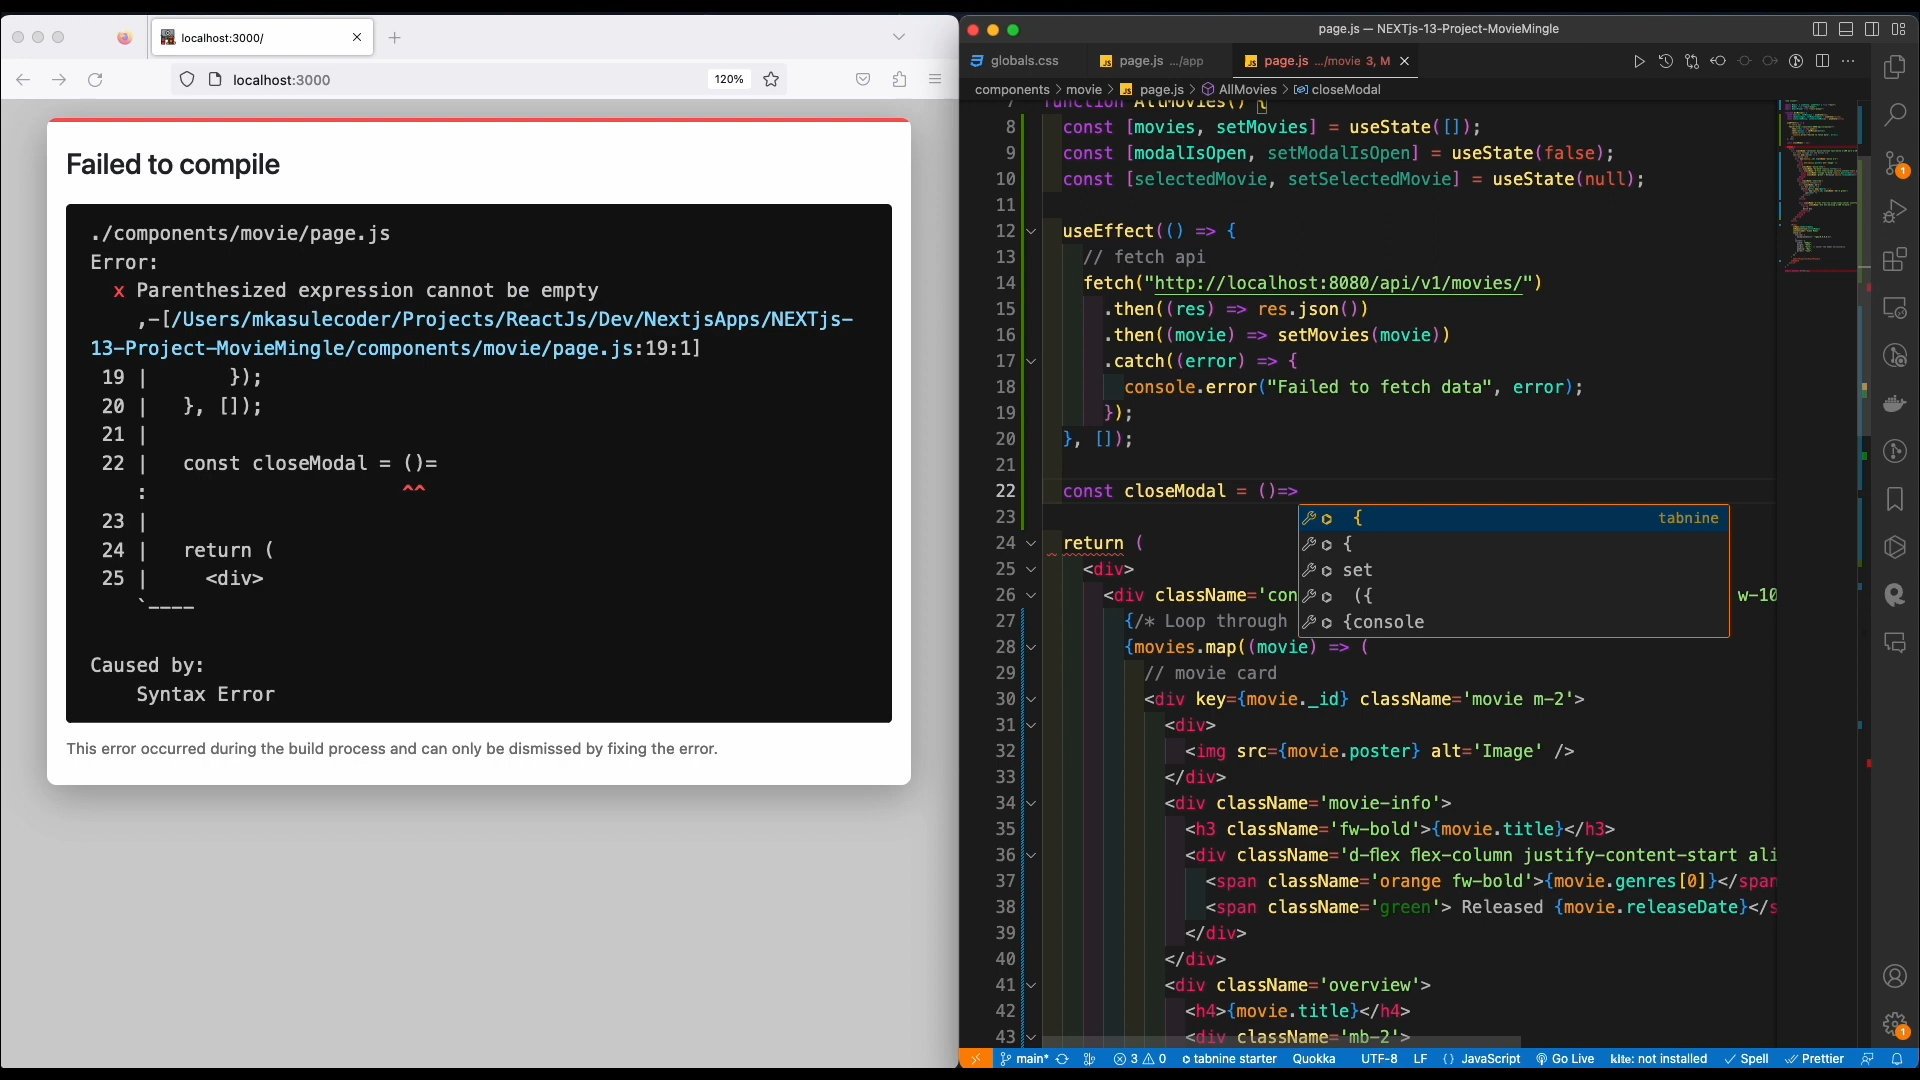 localhost:3000/
localhost:3000
120%
Failed to compile
./components/movie/page.js
Error:
x Parenthesized expression cannot be empty
,-[/Users/mkasulecoder/Projects/ReactJs/Dev/NextjsApps/NEXTjs-
13-Project-MovieMingle/components/movie/page.js:19:1]
19 |       });
20 |   }, []);
21 |
22 |   const closeModal = ()=
:                      ^^
23 |
24 |   return (
25 |     <div>
`----
Caused by:
Syntax Error
This error occurred during the build process and can only be dismissed by fixing the error.
page.js — NEXTjs-13-Project-MovieMingle
globals.css
page.js .../app
page.js .../movie 3, M
components > movie > page.js > AllMovies > closeModal
7 function AllMovies() {
8 const [movies, setMovies] = useState([]);
9 const [modalIsOpen, setModalIsOpen] = useState(false);
10 const [selectedMovie, setSelectedMovie] = useState(null);
11
12 useEffect(() => {
13 // fetch api
14 fetch("http://localhost:8080/api/v1/movies/")
15 .then((res) => res.json())
16 .then((movie) => setMovies(movie))
17 .catch((error) => {
18 console.error("Failed to fetch data", error);
19 });
20 }, []);
21
22 const closeModal = ()=>
23
{ tabnine
{
set
({
{console
24 return (
25 <div>
26 <div className='con w-10
27 {/* Loop through
28 {movies.map((movie) => (
29 // movie card
30 <div key={movie._id} className='movie m-2'>
31 <div>
32 <img src={movie.poster} alt='Image' />
33 </div>
34 <div className='movie-info'>
35 <h3 className='fw-bold'>{movie.title}</h3>
36 <div className='d-flex flex-column justify-content-start ali
37 <span className='orange fw-bold'>{movie.genres[0]}</span
38 <span className='green'> Released {movie.releaseDate}</s
39 </div>
40 </div>
41 <div className='overview'>
42 <h4>{movie.title}</h4>
43 <div className='mb-2'>
1
1
main* 3 0 tabnine starter Quokka UTF-8 LF {} JavaScript Go Live kite: not installed Spell Prettier